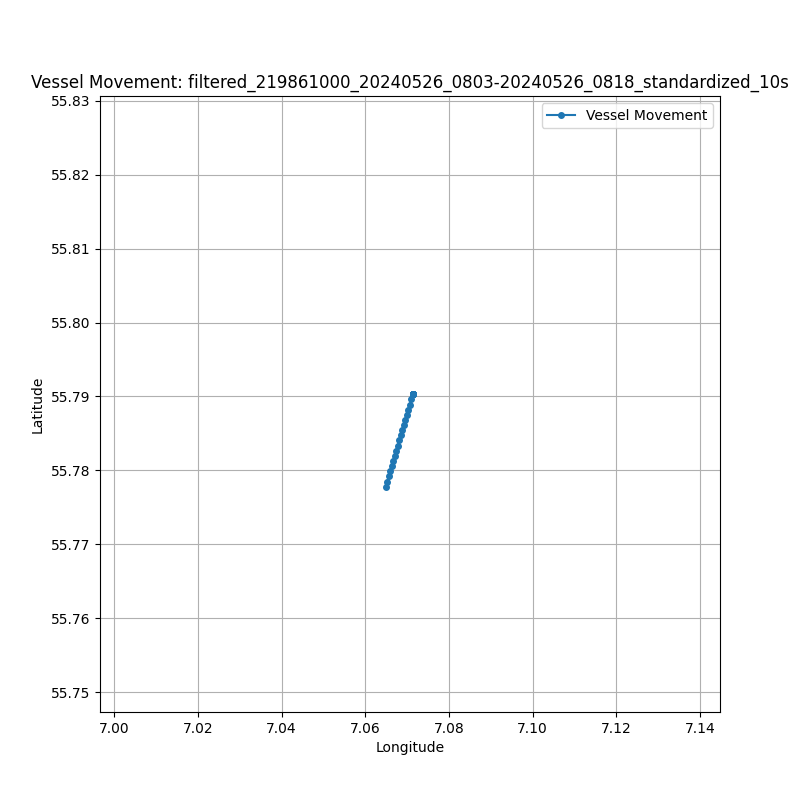 Vessel Movement: filtered_219861000_20240526_0803-20240526_0818_standardized_10s
Vessel Movement
55.83
55.82
55.81
55.80
55.79
55.78
55.77
55.76
55.75
Latitude
7.00 7.02 7.04 7.06 7.08 7.10 7.12 7.14
Longitude